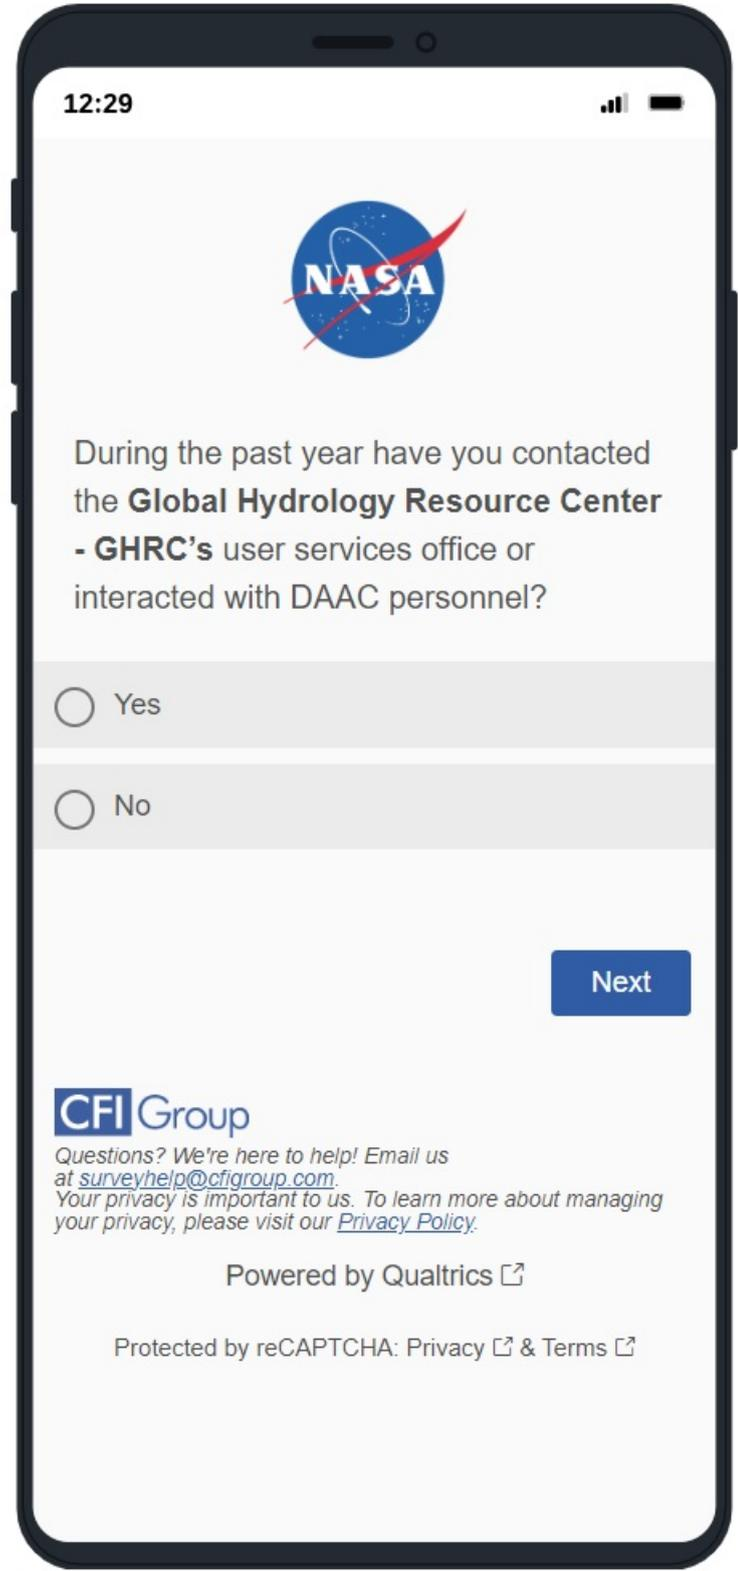 12:29
NASA
During the past year have you contacted
the Global Hydrology Resource Center
- GHRC’s user services office or
interacted with DAAC personnel?
Yes
No
Next
CFI Group
Questions? We're here to help! Email us
at surveyhelp@cfigroup.com.
Your privacy is important to us. To learn more about managing
your privacy, please visit our Privacy Policy.
Powered by Qualtrics
Protected by reCAPTCHA: Privacy & Terms